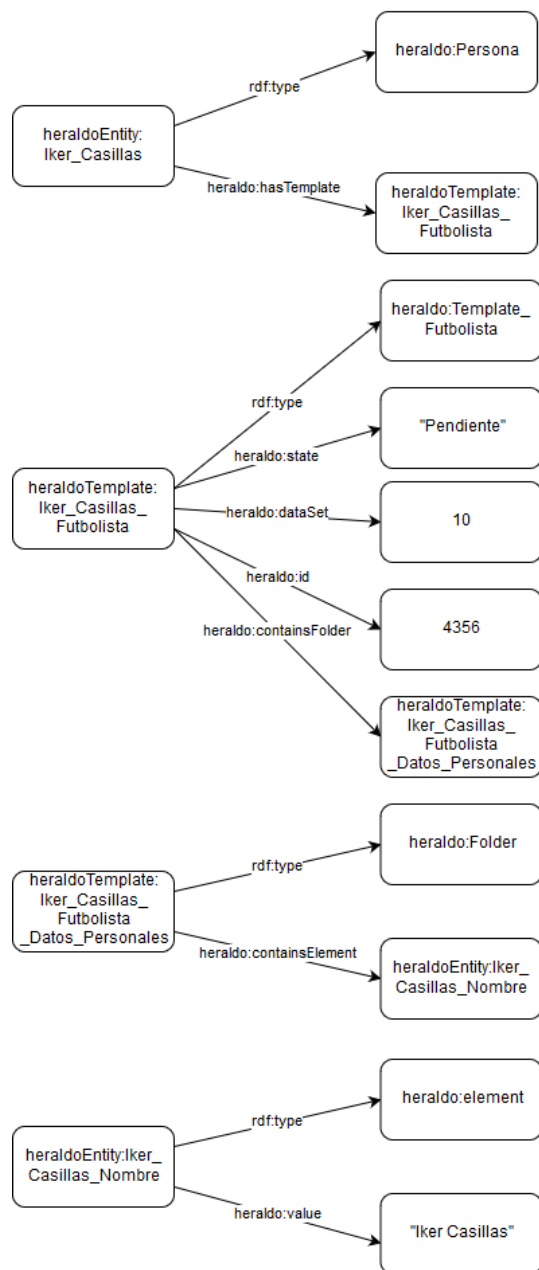 heraldo:Persona
rdf:type
heraldoEntity:
Iker_Casillas
heraldo:hasTemplate
heraldoTemplate:
Iker_Casillas_
Futbolista
heraldo:Template_
Futbolista
rdf:type
"Pendiente"
heraldo:state
heraldoTemplate:
Iker_Casillas_
Futbolista
heraldo:dataSet
10
heraldo:id
4356
heraldo:containsFolder
heraldoTemplate:
Iker_Casillas_
Futbolista
_Datos_Personales
heraldo:Folder
rdf:type
heraldoTemplate:
Iker_Casillas_
Futbolista
_Datos_Personales
heraldo:containsElement
heraldoEntity:Iker_
Casillas_Nombre
heraldo:element
rdf:type
heraldoEntity:Iker_
Casillas_Nombre
heraldo:value
"Iker Casillas"